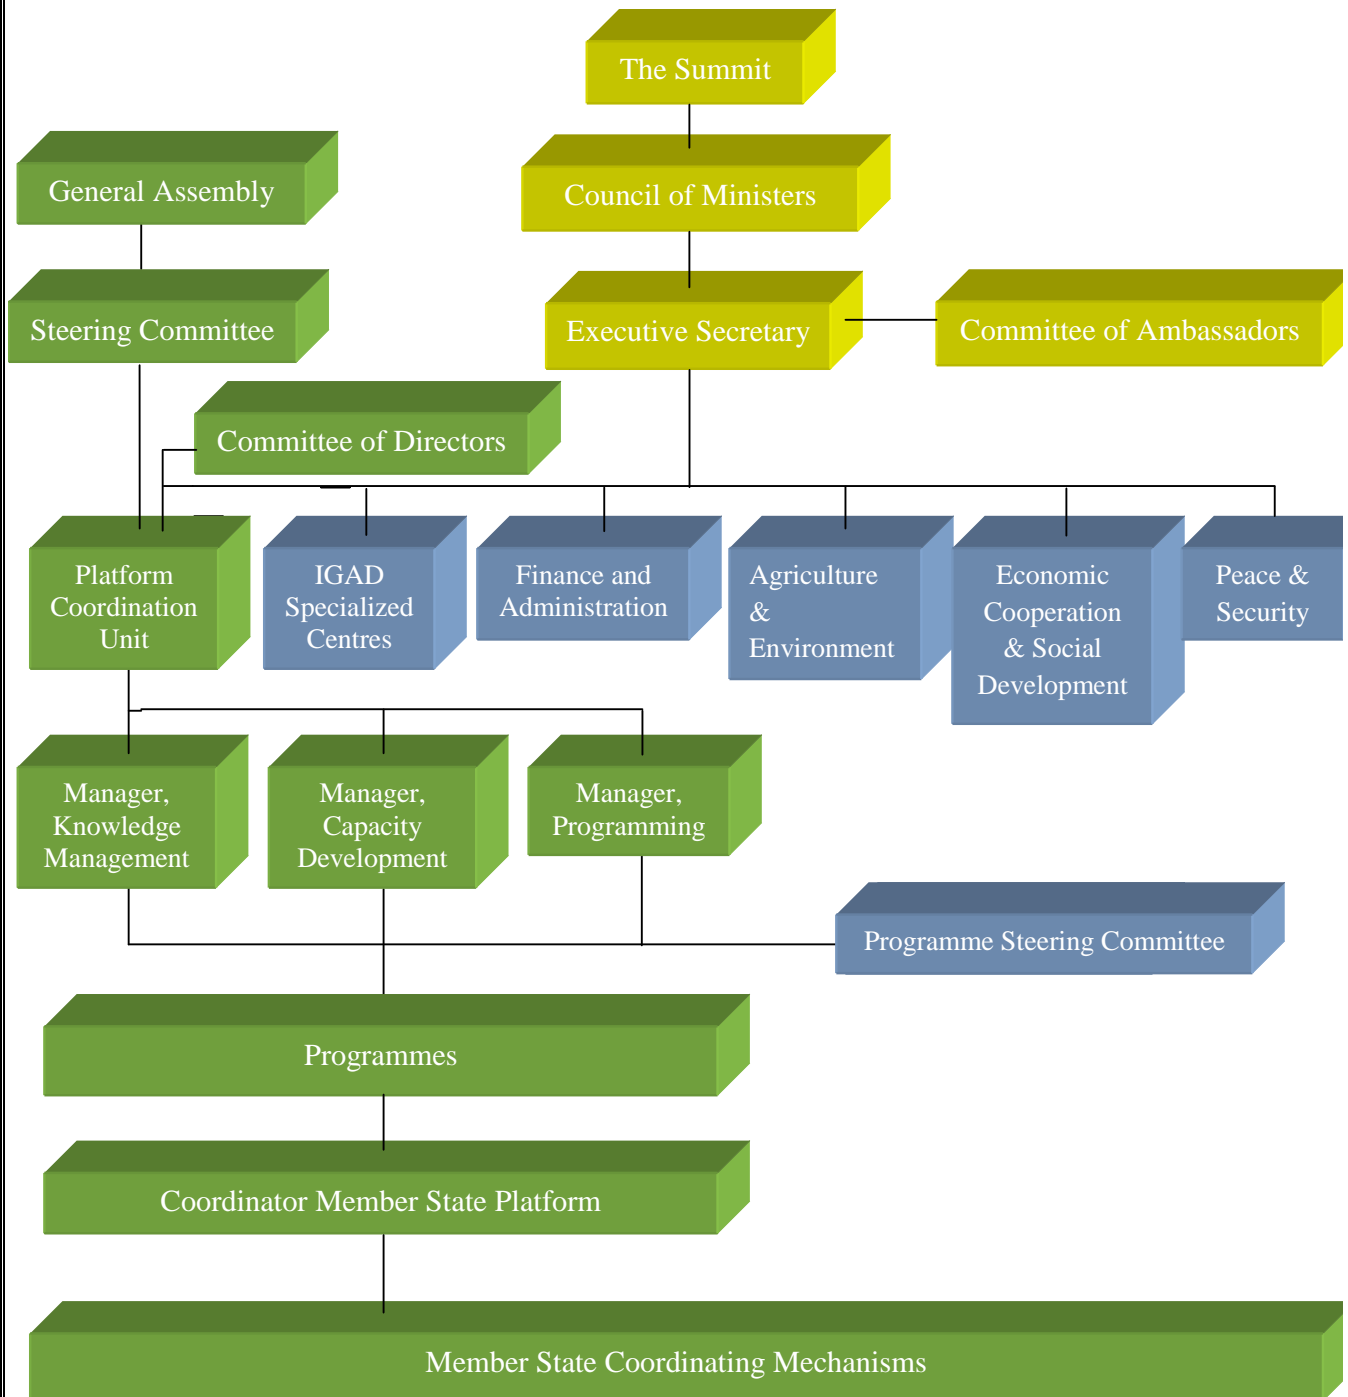 The Summit
General Assembly
Council of Ministers
Steering Committee
Executive Secretary
Committee of Ambassadors
Committee of Directors
Platform
Coordination
Unit
IGAD
Specialized
Centres
Finance and
Administration
Agriculture
&
Environment
Economic
Cooperation
& Social
Development
Peace &
Security
Manager,
Knowledge
Management
Manager,
Capacity
Development
Manager,
Programming
Programme Steering Committee
Programmes
Coordinator Member State Platform
Member State Coordinating Mechanisms